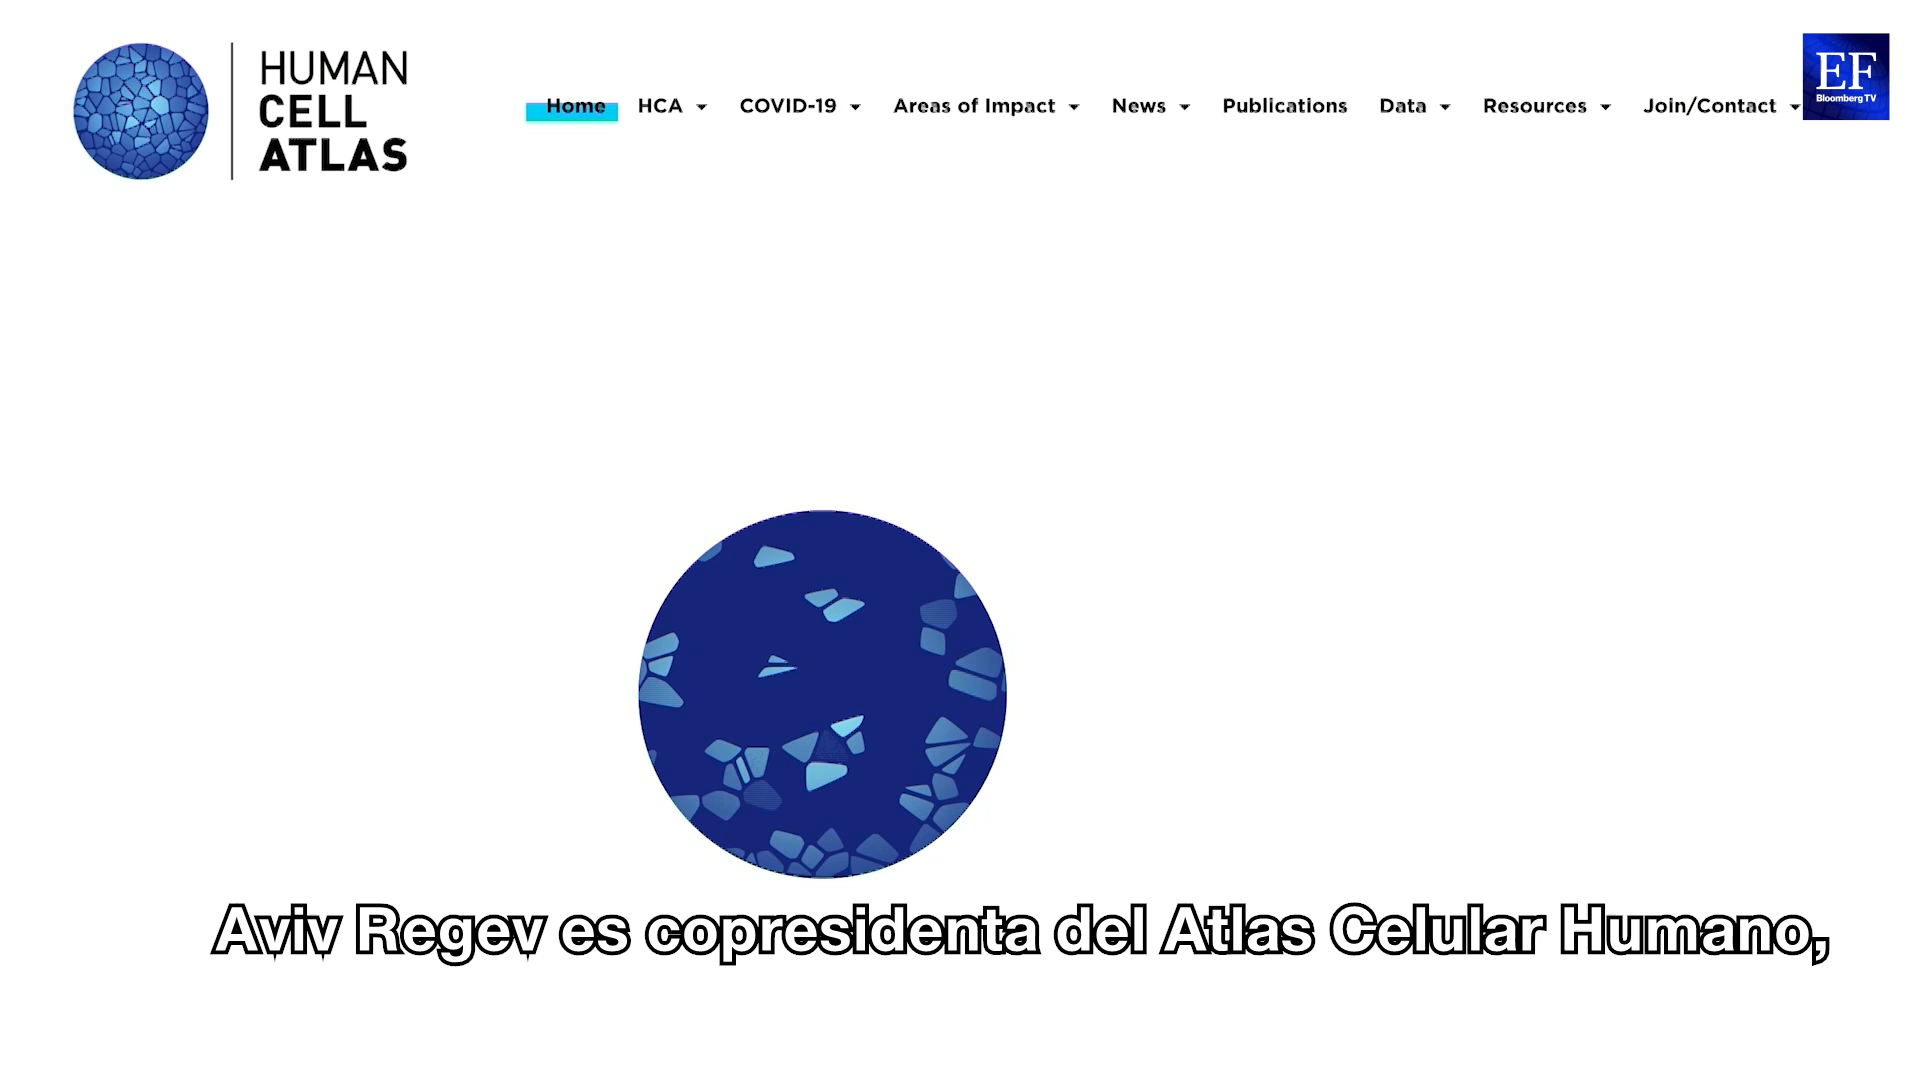 HUMAN
CELL
ATLAS
Home HCA COVID-19 Areas of Impact News Publications Data Resources Join/Contact
EF
Bloomberg TV
Aviv Regev es copresidenta del Atlas Celular Humano,